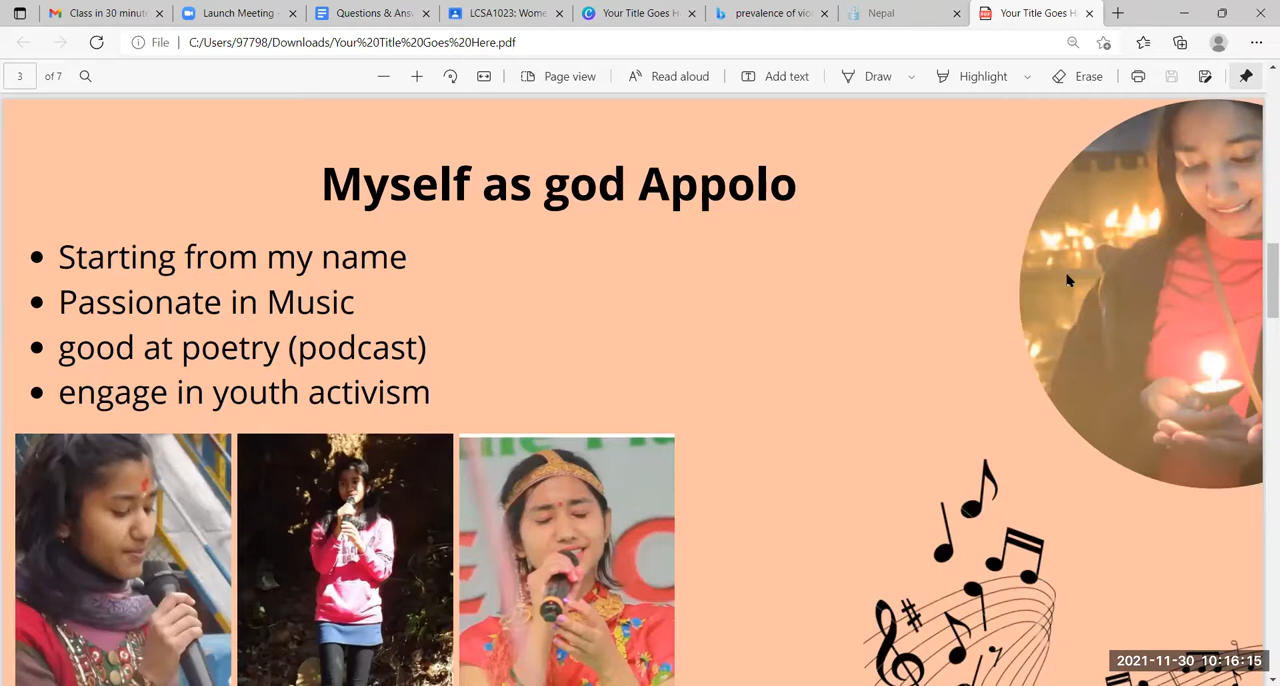 Class in 30 minut
Launch Meeting -
Questions & Ans
LCSA1023: Wome
Your Title Goes H
prevalence of vio
Nepal
Your Title Goes H
File
C:/Users/97798/Downloads/Your%20Title%20Goes%20Here.pdf
3 of 7
Page view
Read aloud
Add text
Draw
Highlight
Erase
Myself as god Appolo
Starting from my name
Passionate in Music
good at poetry (podcast)
engage in youth activism
2021-11-30 10:16:15